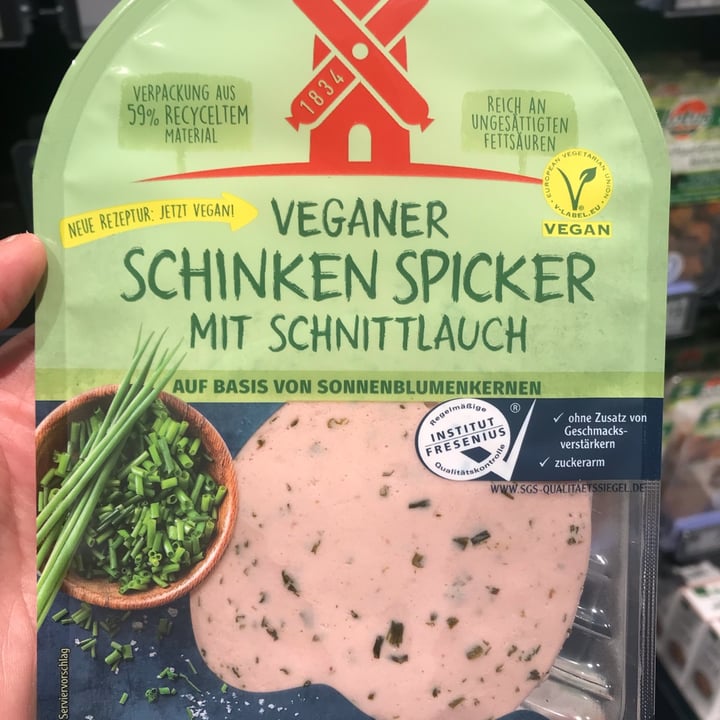 1834
VERPACKUNG AUS
59% RECYCELTEM
MATERIAL
REICH AN
UNGESÄTTIGTEN
FETTSÄUREN
EUROPEAN VEGETARIAN UNION
V-LABEL.EU
VEGAN
NEUE REZEPTUR: JETZT VEGAN!
VEGANER
SCHINKEN SPICKER
MIT SCHNITTLAUCH
AUF BASIS VON SONNENBLUMENKERNEN
Regelmäßige
INSTITUT
FRESENIUS
Qualitätskontrolle
®
✓ ohne Zusatz von
Geschmacks-
verstärkern
✓ zuckerarm
WWW.SGS-QUALITAETSSIEGEL.DE
Serviervorschlag